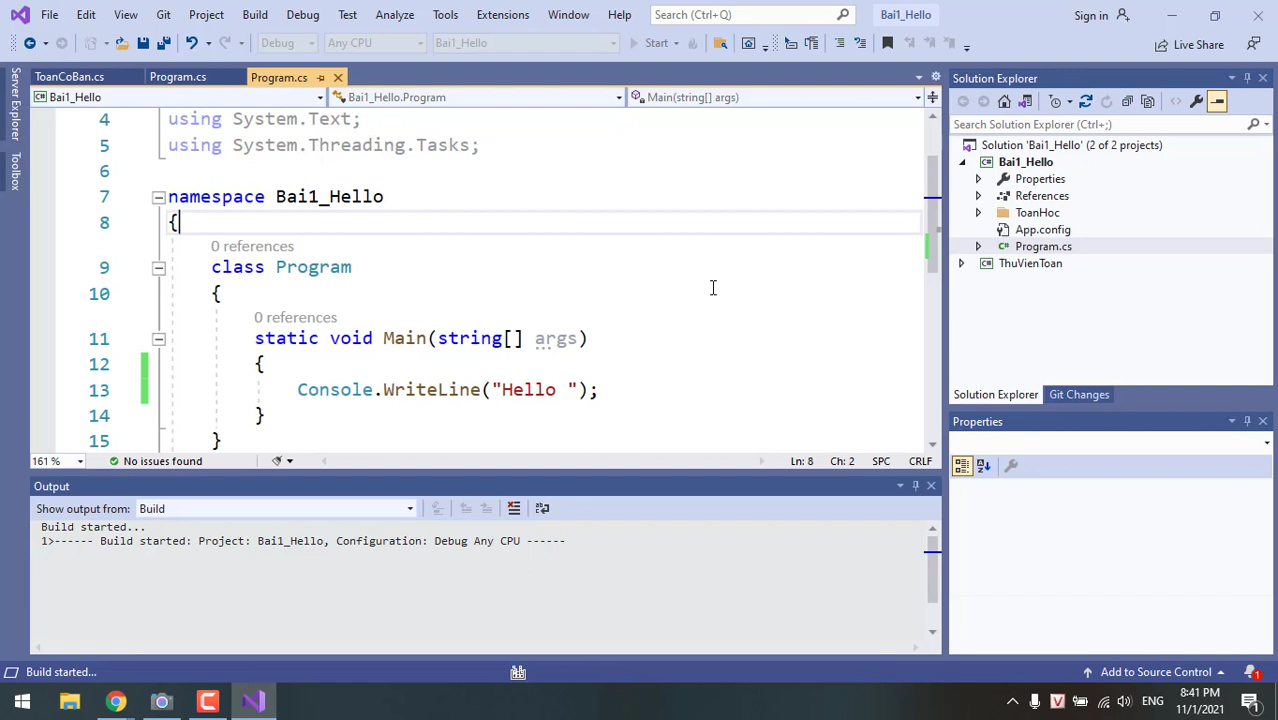 File Edit View Git Project Build Debug Test Analyze Tools Extensions Window Help Search (Ctrl+Q) Bai1_Hello Sign in
Debug Any CPU Bai1_Hello Start Live Share
Server Explorer
Toolbox
ToanCoBan.cs Program.cs Program.cs
Bai1_Hello Bai1_Hello.Program Main(string[] args)
4 using System.Text;
5 using System.Threading.Tasks;
6
7 namespace Bai1_Hello
8 {
0 references
9 class Program
10 {
0 references
11 static void Main(string[] args)
12 {
13 Console.WriteLine("Hello ");
14 }
15 }
161 % No issues found Ln: 8 Ch: 2 SPC CRLF
Output
Show output from: Build
Build started...
1>------ Build started: Project: Bai1_Hello, Configuration: Debug Any CPU ------
Solution Explorer
Search Solution Explorer (Ctrl+;)
Solution 'Bai1_Hello' (2 of 2 projects)
Bai1_Hello
Properties
References
ToanHoc
App.config
C# Program.cs
ThuVienToan
Solution Explorer Git Changes
Properties
Build started... Add to Source Control 1
V ENG 8:41 PM 1
11/1/2021